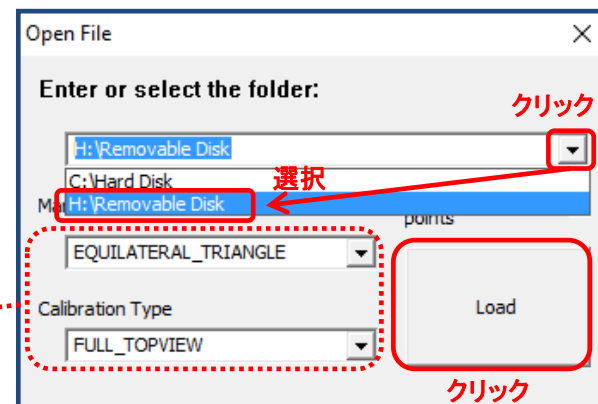 Open File
Enter or select the folder:
クリック
H:\Removable Disk
選択
C:\Hard Disk
H:\Removable Disk
points
EQUILATERAL_TRIANGLE
Calibration Type
Load
FULL_TOPVIEW
クリック